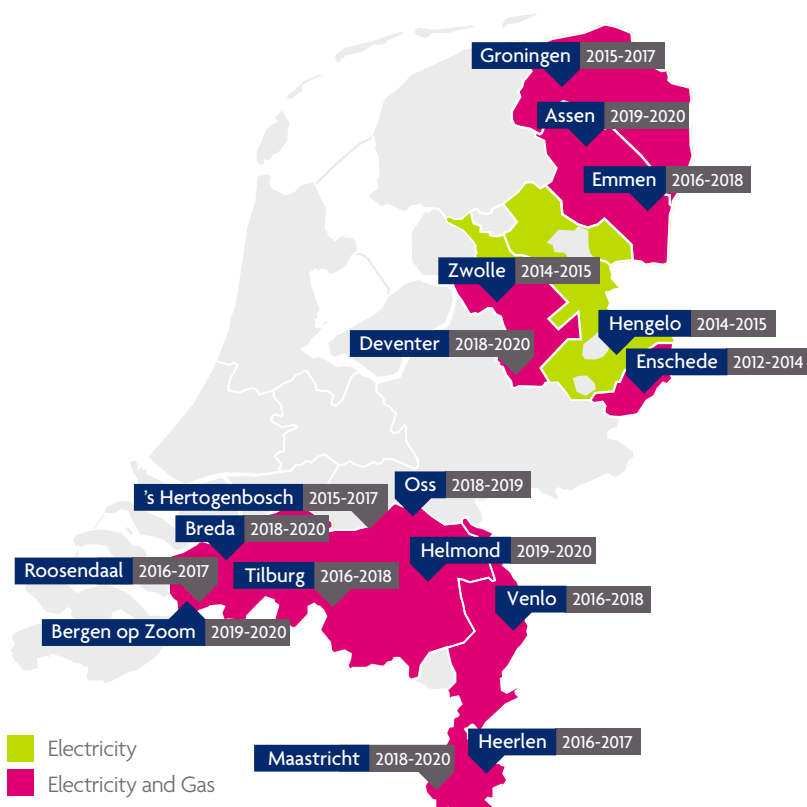 Groningen 2015-2017
Assen 2019-2020
Emmen 2016-2018
Zwolle 2014-2015
Hengelo 2014-2015
Deventer 2018-2020
Enschede 2012-2014
Oss 2018-2019
's Hertogenbosch 2015-2017
Breda 2018-2020
Helmond 2019-2020
Roosendaal 2016-2017
Tilburg 2016-2018
Venlo 2016-2018
Bergen op Zoom 2019-2020
Heerlen 2016-2017
Maastricht 2018-2020
Electricity
Electricity and Gas